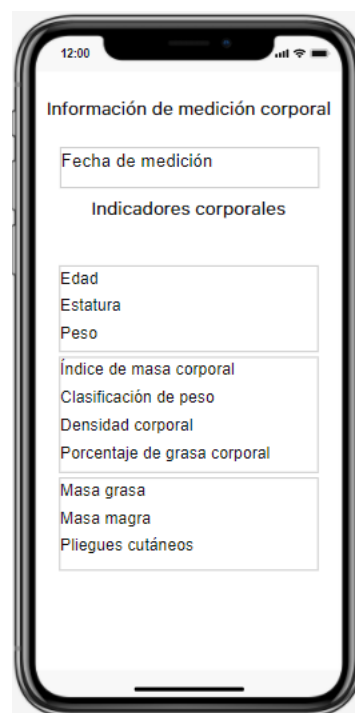 12:00
Información de medición corporal
Fecha de medición
Indicadores corporales
Edad
Estatura
Peso
Índice de masa corporal
Clasificación de peso
Densidad corporal
Porcentaje de grasa corporal
Masa grasa
Masa magra
Pliegues cutáneos